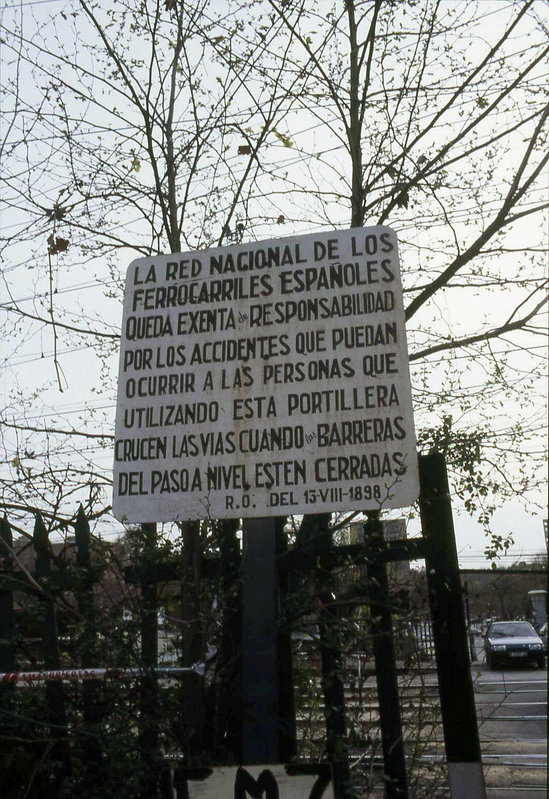 LA RED NACIONAL DE LOS
FERROCARRILES ESPAÑOLES
QUEDA EXENTA de RESPONSABILIDAD
POR LOS ACCIDENTES QUE PUEDAN
OCURRIR A LAS PERSONAS QUE
UTILIZANDO ESTA PORTILLERA
CRUCEN LAS VIAS CUANDO las BARRERAS
DEL PASO A NIVEL ESTEN CERRADAS
R.O. DEL 13-VIII-1898